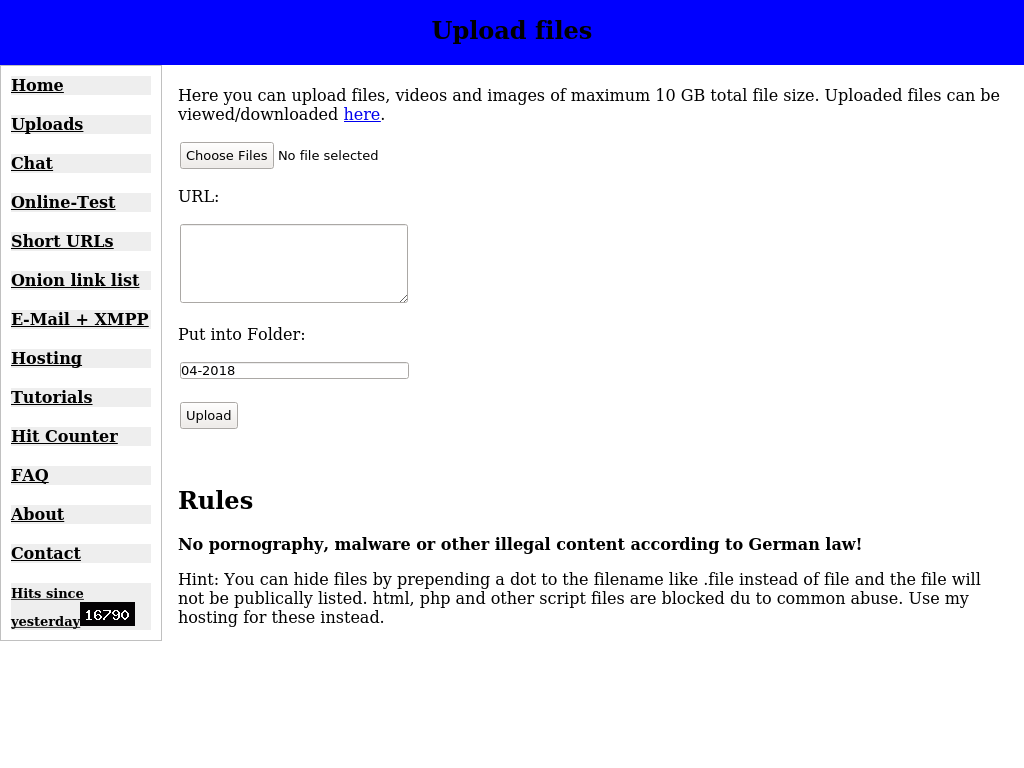 Upload files
Home
Uploads
Chat
Online-Test
Short URLs
Onion link list
E-Mail + XMPP
Hosting
Tutorials
Hit Counter
FAQ
About
Contact
Hits since
yesterday 16790
Here you can upload files, videos and images of maximum 10 GB total file size. Uploaded files can be
viewed/downloaded here.
Choose Files No file selected
URL:
Put into Folder:
04-2018
Upload
Rules
No pornography, malware or other illegal content according to German law!
Hint: You can hide files by prepending a dot to the filename like .file instead of file and the file will
not be publically listed. html, php and other script files are blocked du to common abuse. Use my
hosting for these instead.